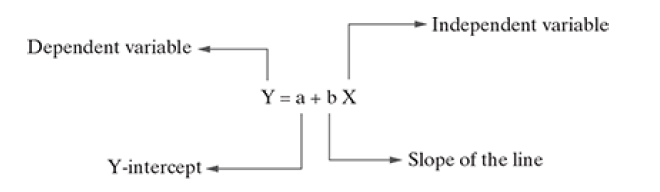 Independent variable
Dependent variable
Y = a + b X
Y-intercept
Slope of the line